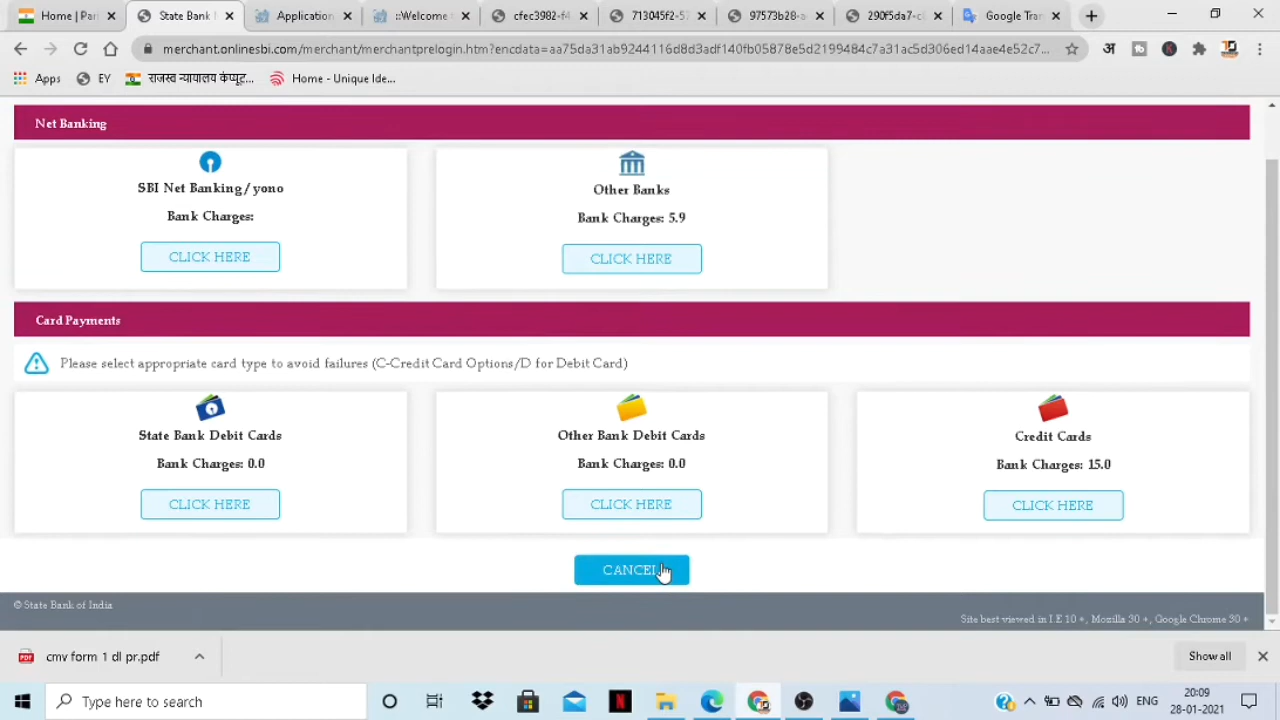 Home | Par
State Bank
Application
::Welcome
cfec3982-f4
713045f2-57
97573b28-a
290f5da7-c
Google Tran
merchant.onlinesbi.com/merchant/merchantprelogin.htm?encdata=aa75da31ab9244116d8d3adf140fb05878e5d2199484c7a31ac5d306ed14aae4e52c7...
अ
Apps
EY
राजस्व न्यायालय कंप्यूट...
Home - Unique Ide...
Net Banking
SBI Net Banking / yono
Bank Charges:
CLICK HERE
Other Banks
Bank Charges: 5.9
CLICK HERE
Card Payments
Please select appropriate card type to avoid failures (C-Credit Card Options/D for Debit Card)
State Bank Debit Cards
Bank Charges: 0.0
CLICK HERE
Other Bank Debit Cards
Bank Charges: 0.0
CLICK HERE
Credit Cards
Bank Charges: 15.0
CLICK HERE
CANCEL
© State Bank of India
Site best viewed in I.E 10 +, Mozilla 30 +, Google Chrome 30 +
cmv form 1 dl pr.pdf
Show all
Type here to search
ENG
20:09
28-01-2021